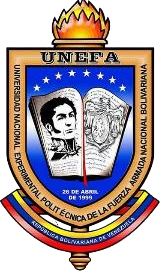 UNEFA
UNIVERSIDAD NACIONAL EXPERIMENTAL POLITÉCNICA DE LA FUERZA ARMADA NACIONAL BOLIVARIANA
26 DE ABRIL
DE 1999
REPÚBLICA BOLIVARIANA DE VENEZUELA